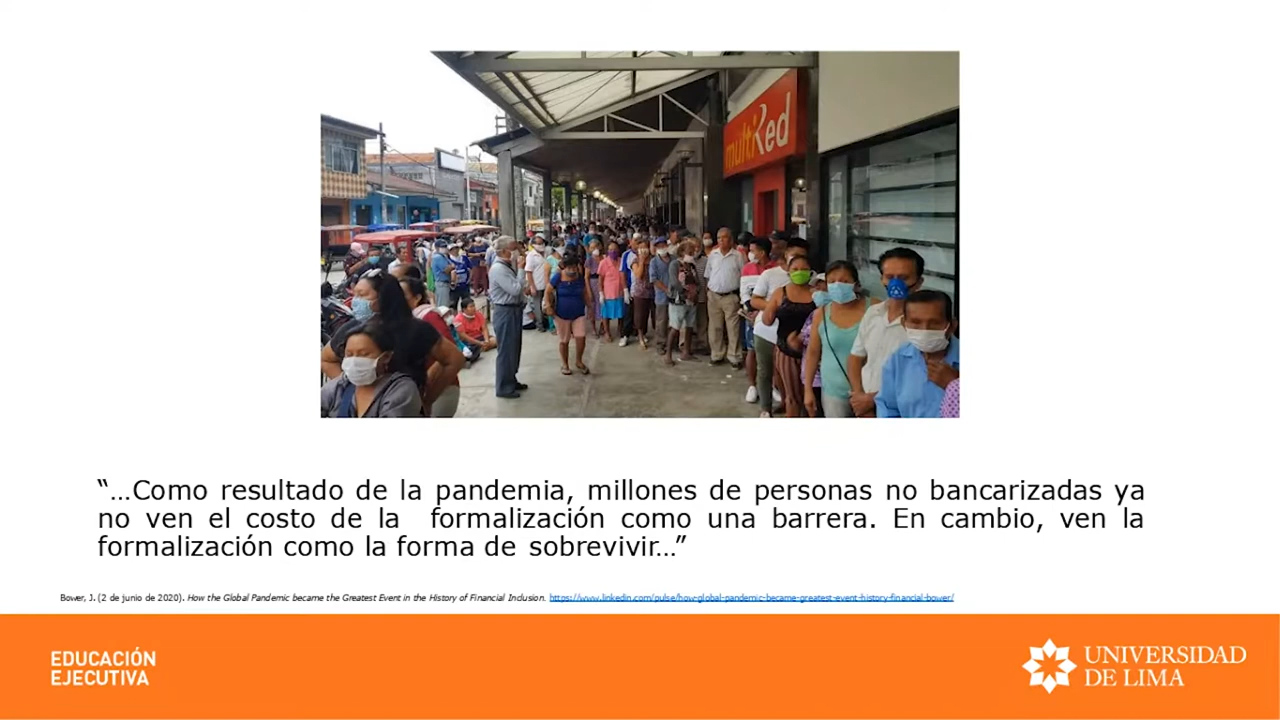 multiRed
“…Como resultado de la pandemia, millones de personas no bancarizadas ya
no ven el costo de la formalización como una barrera. En cambio, ven la
formalización como la forma de sobrevivir…”
Bower, J. (2 de junio de 2020). How the Global Pandemic became the Greatest Event in the History of Financial Inclusion. https://www.linkedin.com/pulse/how-global-pandemic-became-greatest-event-history-financial-bower/
EDUCACIÓN
EJECUTIVA
UNIVERSIDAD
DE LIMA